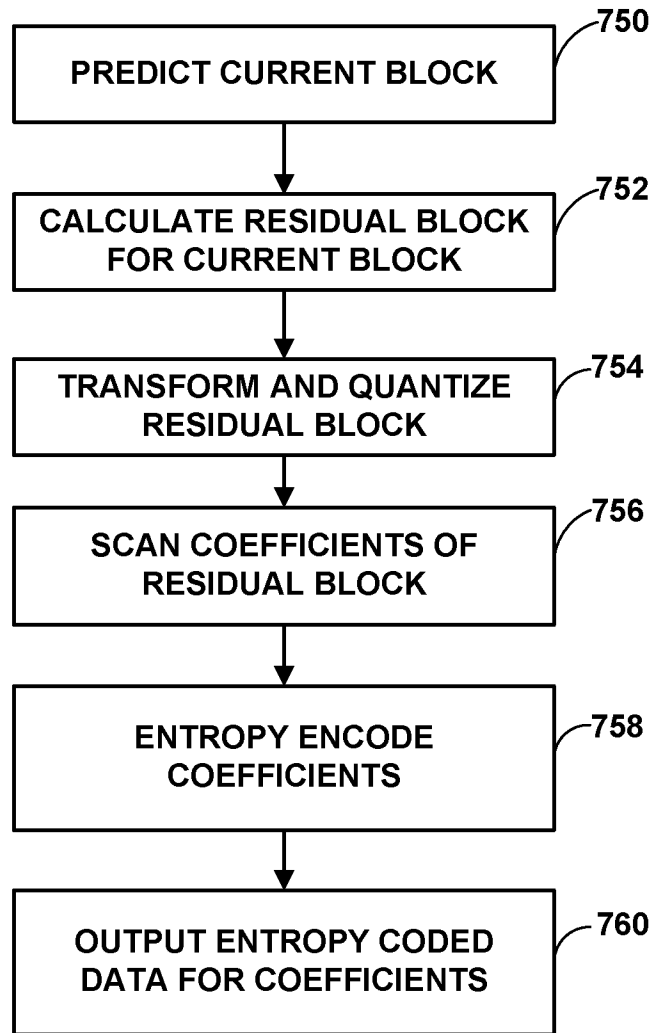 750
PREDICT CURRENT BLOCK
752
CALCULATE RESIDUAL BLOCK
FOR CURRENT BLOCK
754
TRANSFORM AND QUANTIZE
RESIDUAL BLOCK
756
SCAN COEFFICIENTS OF
RESIDUAL BLOCK
758
ENTROPY ENCODE
COEFFICIENTS
760
OUTPUT ENTROPY CODED
DATA FOR COEFFICIENTS